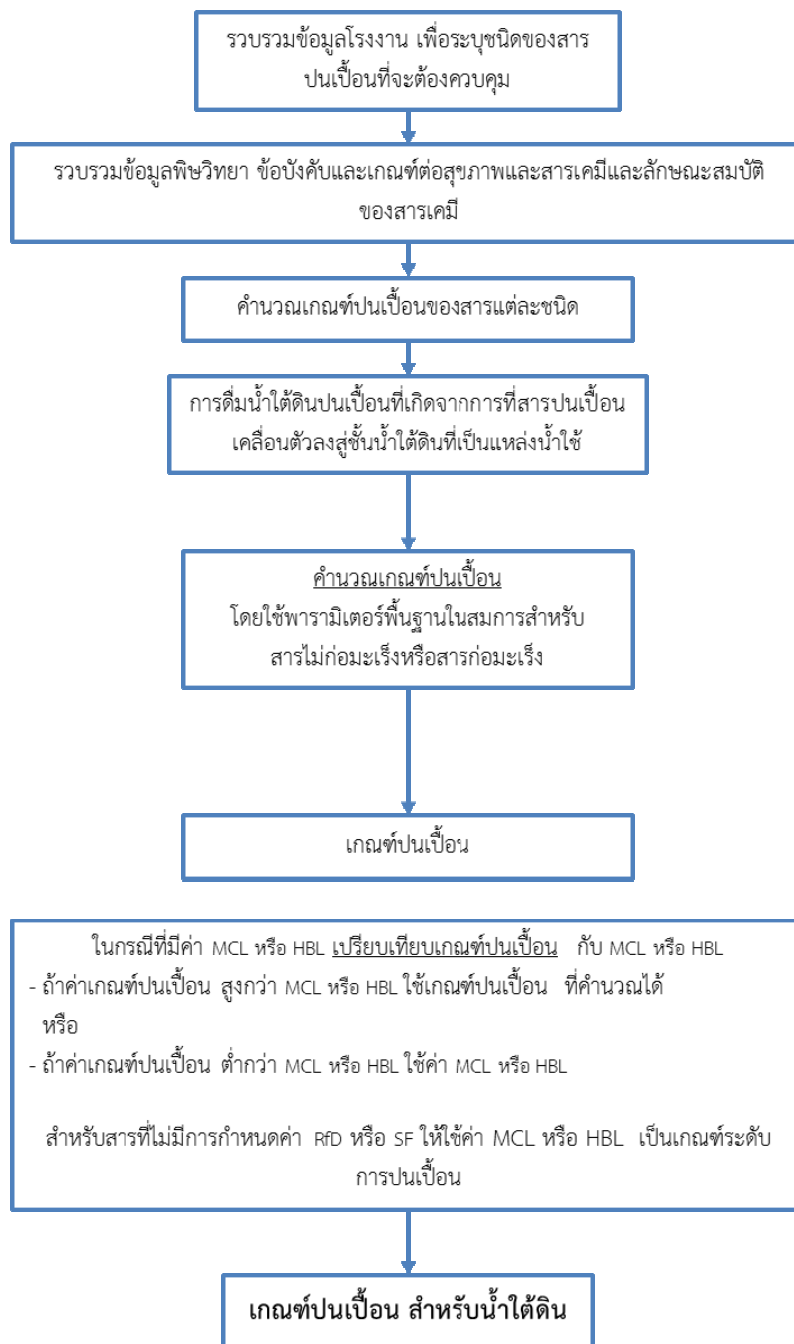 รวบรวมข้อมูลโรงงาน เพื่อระบุชนิดของสาร
ปนเปื้อนที่จะต้องควบคุม
รวบรวมข้อมูลพิษวิทยา ข้อบังคับและเกณฑ์ต่อสุขภาพและสารเคมีและลักษณะสมบัติ
ของสารเคมี
คำนวณเกณฑ์ปนเปื้อนของสารแต่ละชนิด
การดื่มน้ำใต้ดินปนเปื้อนที่เกิดจากการที่สารปนเปื้อน
เคลื่อนตัวลงสู่ชั้นน้ำใต้ดินที่เป็นแหล่งน้ำใช้
คำนวณเกณฑ์ปนเปื้อน
โดยใช้พารามิเตอร์พื้นฐานในสมการสำหรับ
สารไม่ก่อมะเร็งหรือสารก่อมะเร็ง
เกณฑ์ปนเปื้อน
ในกรณีที่มีค่า MCL หรือ HBL เปรียบเทียบเกณฑ์ปนเปื้อน กับ MCL หรือ HBL
- ถ้าค่าเกณฑ์ปนเปื้อน สูงกว่า MCL หรือ HBL ใช้เกณฑ์ปนเปื้อน ที่คำนวณได้
หรือ
- ถ้าค่าเกณฑ์ปนเปื้อน ต่ำกว่า MCL หรือ HBL ใช้ค่า MCL หรือ HBL
สำหรับสารที่ไม่มีการกำหนดค่า RfD หรือ SF ให้ใช้ค่า MCL หรือ HBL เป็นเกณฑ์ระดับ
การปนเปื้อน
เกณฑ์ปนเปื้อน สำหรับน้ำใต้ดิน